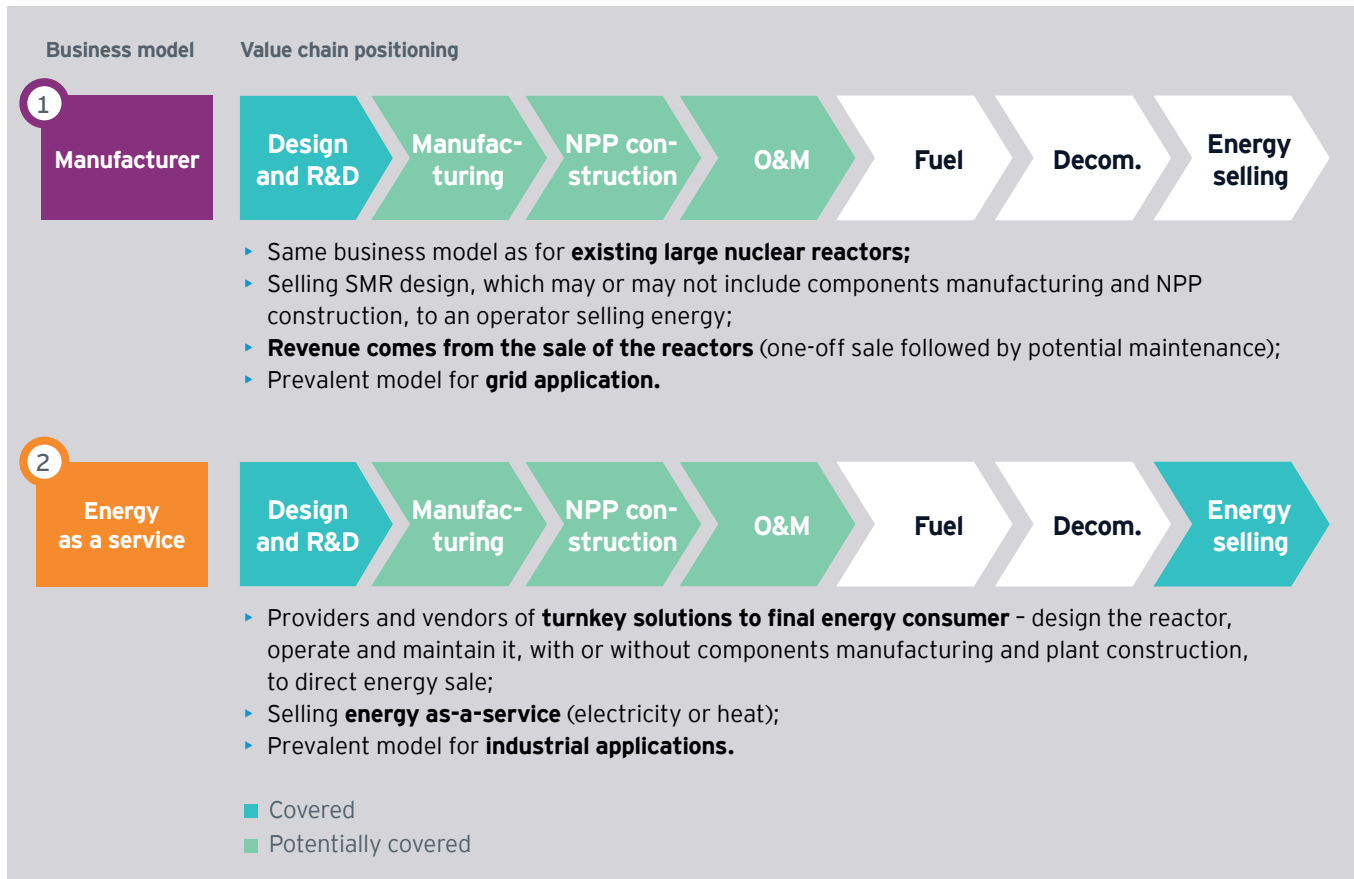 Business model
Value chain positioning
1
Manufacturer
Design
and R&D
Manufac-
turing
NPP con-
struction
O&M
Fuel
Decom.
Energy
selling
‣ Same business model as for existing large nuclear reactors;
‣ Selling SMR design, which may or may not include components manufacturing and NPP
construction, to an operator selling energy;
‣ Revenue comes from the sale of the reactors (one-off sale followed by potential maintenance);
‣ Prevalent model for grid application.
2
Energy
as a service
Design
and R&D
Manufac-
turing
NPP con-
struction
O&M
Fuel
Decom.
Energy
selling
‣ Providers and vendors of turnkey solutions to final energy consumer – design the reactor,
operate and maintain it, with or without components manufacturing and plant construction,
to direct energy sale;
‣ Selling energy as-a-service (electricity or heat);
‣ Prevalent model for industrial applications.
Covered
Potentially covered